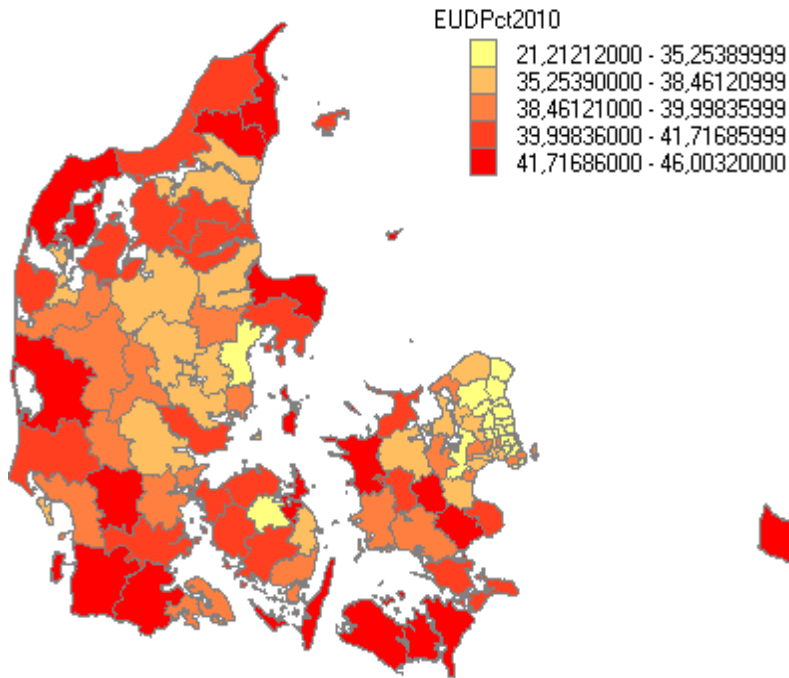 EUDPct2010
21,21212000 - 35,25389999
35,25390000 - 38,46120999
38,46121000 - 39,99835999
39,99836000 - 41,71685999
41,71686000 - 46,00320000